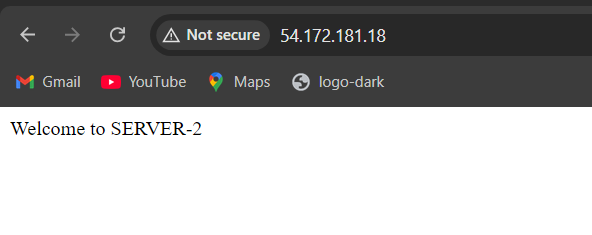 Not secure 54.172.181.18
Gmail YouTube Maps logo-dark
Welcome to SERVER-2